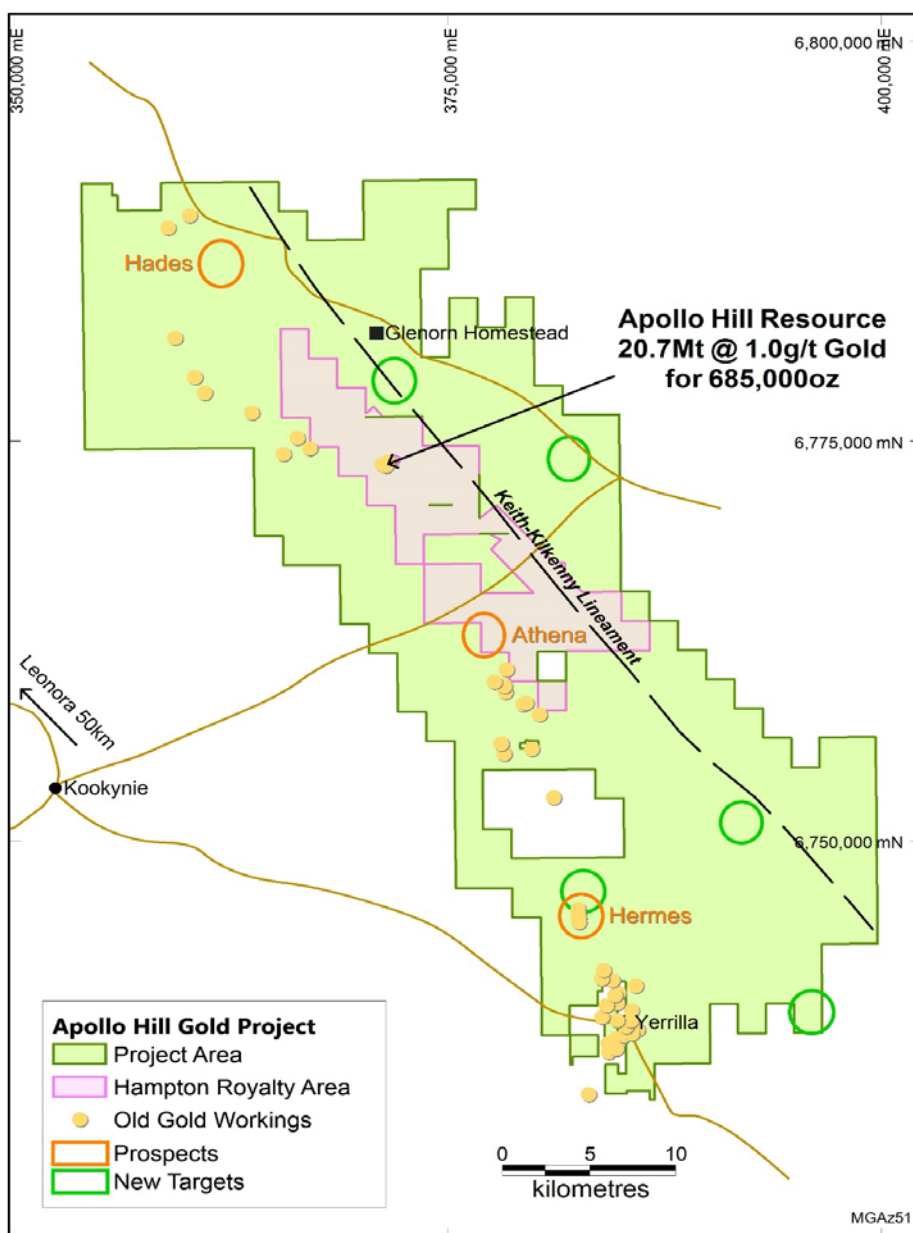 350,000 mE
375,000 mE
400,000 mE
6,800,000 mN
Hades
Glenorn Homestead
Apollo Hill Resource
20.7Mt @ 1.0g/t Gold
for 685,000oz
6,775,000 mN
Keith-Kilkenny Lineament
Athena
Leonora 50km
Kookynie
6,750,000 mN
Hermes
Yerrilla
Apollo Hill Gold Project
Project Area
Hampton Royalty Area
Old Gold Workings
Prospects
New Targets
0 5 10
kilometres
MGAz51